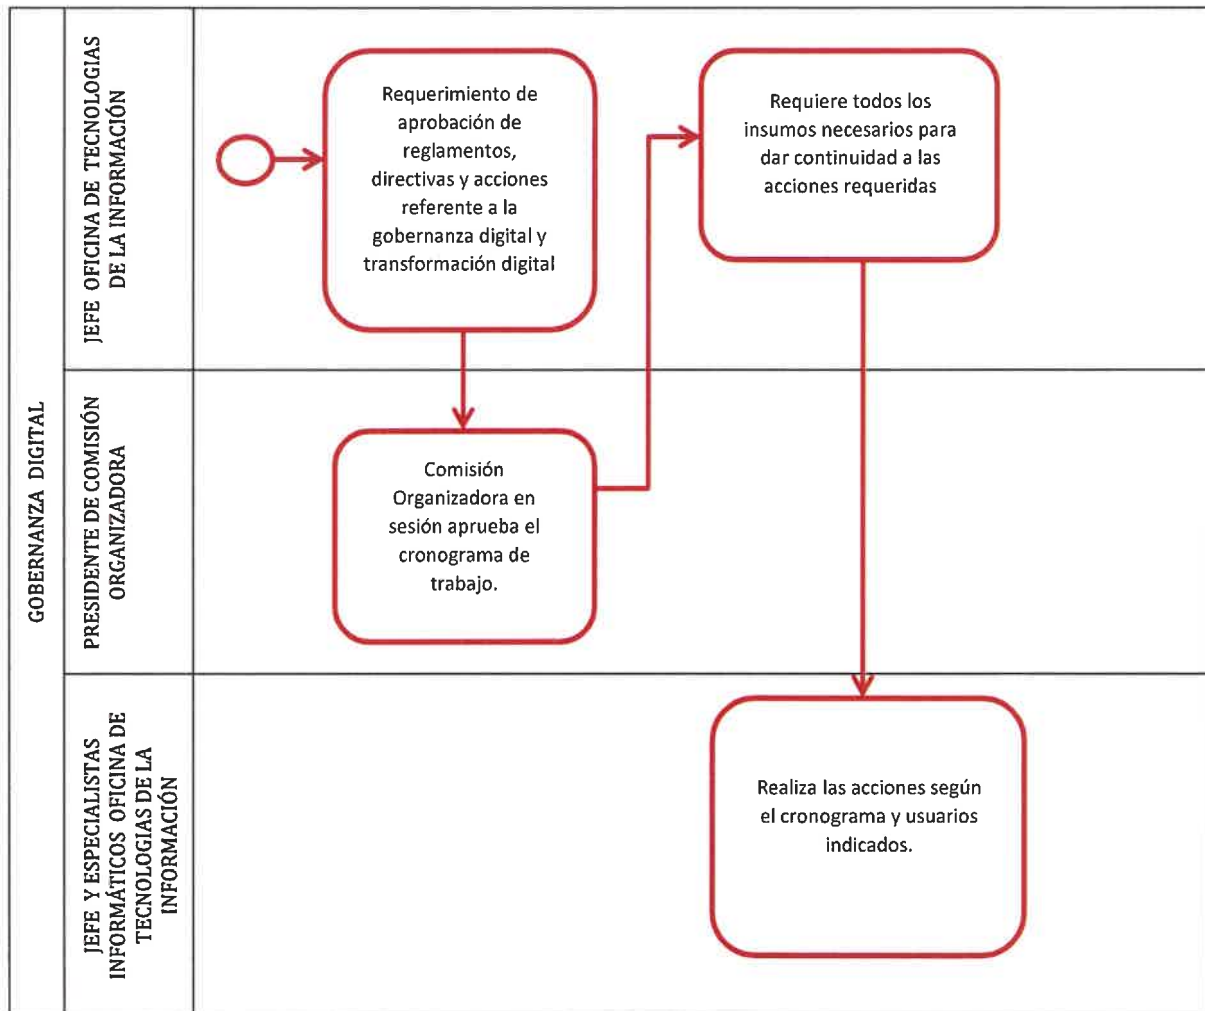 GOBERNANZA DIGITAL
JEFE OFICINA DE TECNOLOGIAS
DE LA INFORMACIÓN
Requerimiento de
aprobación de
reglamentos,
directivas y acciones
referente a la
gobernanza digital y
transformación digital
Requiere todos los
insumos necesarios para
dar continuidad a las
acciones requeridas
PRESIDENTE DE COMISIÓN
ORGANIZADORA
Comisión
Organizadora en
sesión aprueba el
cronograma de
trabajo.
JEFE Y ESPECIALISTAS
INFORMÁTICOS OFICINA DE
TECNOLOGIAS DE LA
INFORMACIÓN
Realiza las acciones según
el cronograma y usuarios
indicados.